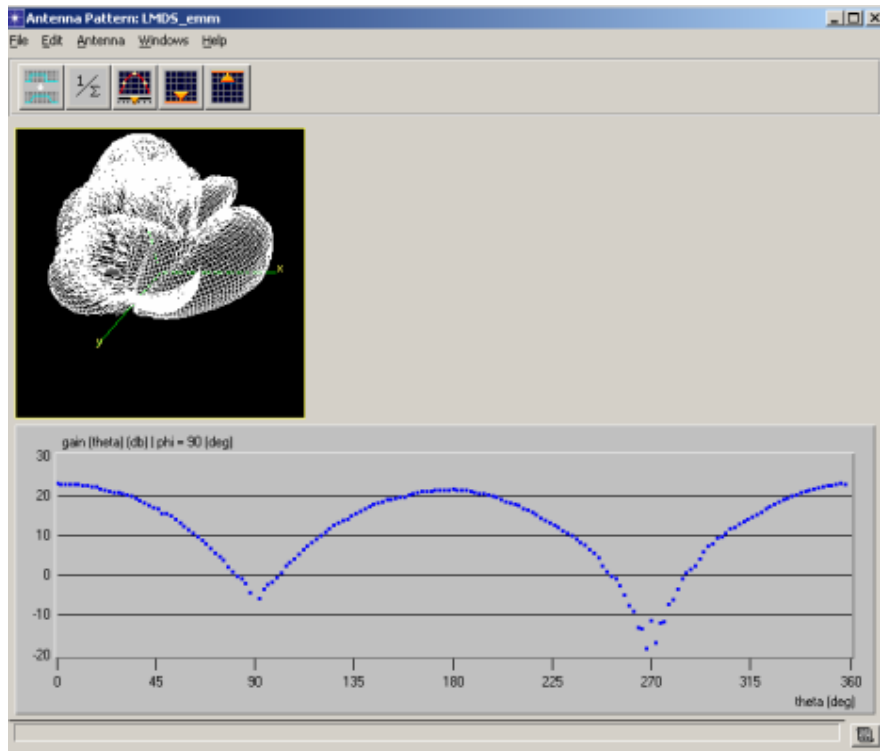 Antenna Pattern: LMDS_emm
File Edit Antenna Windows Help
1/Σ
x
y
gain (theta) (db) | phi = 90 (deg)
30
20
10
0
-10
-20
0 45 90 135 180 225 270 315 360
theta (deg)